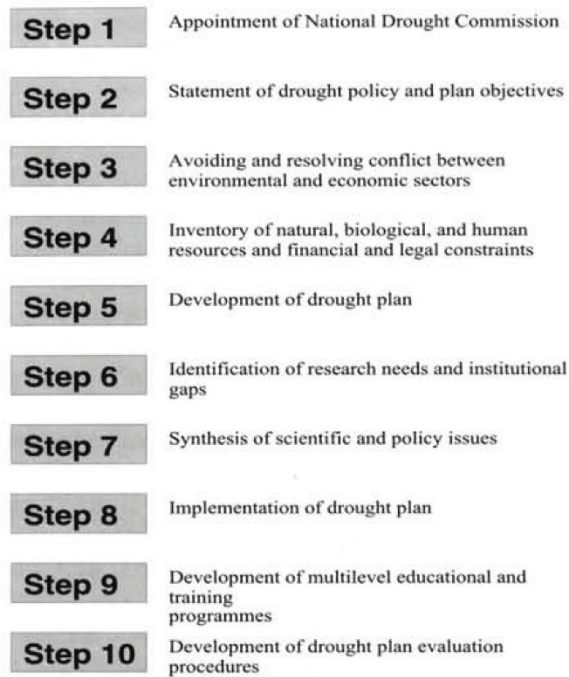 Step 1
Appointment of National Drought Commission
Step 2
Statement of drought policy and plan objectives
Step 3
Avoiding and resolving conflict between
environmental and economic sectors
Step 4
Inventory of natural, biological, and human
resources and financial and legal constraints
Step 5
Development of drought plan
Step 6
Identification of research needs and institutional
gaps
Step 7
Synthesis of scientific and policy issues
Step 8
Implementation of drought plan
Step 9
Development of multilevel educational and
training
programmes
Step 10
Development of drought plan evaluation
procedures